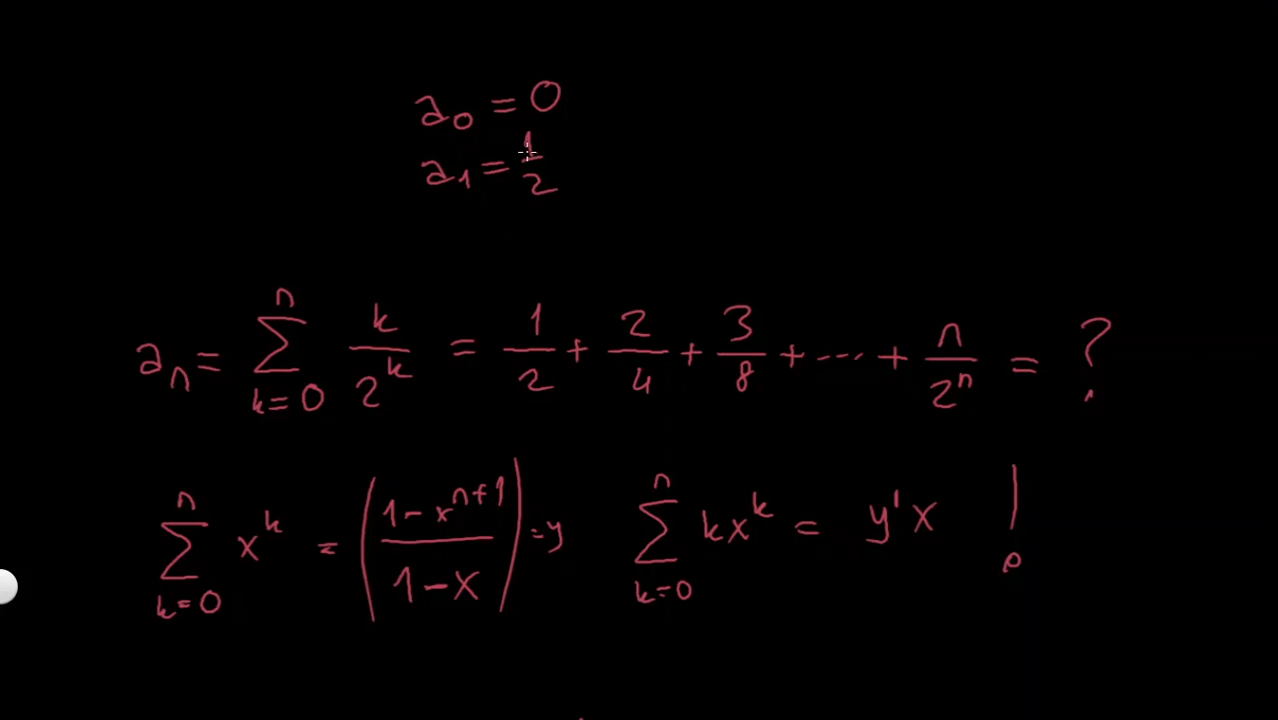 a₀ = 0
a₁ = 1/2
aₙ = ∑_{k=0}^{n} k/2^k = 1/2 + 2/4 + 3/8 + ... + n/2^n = ?
∑_{k=0}^{n} x^k = ((1-x^{n+1})/(1-x)) = y    ∑_{k=0}^{n} kx^k = y'x !